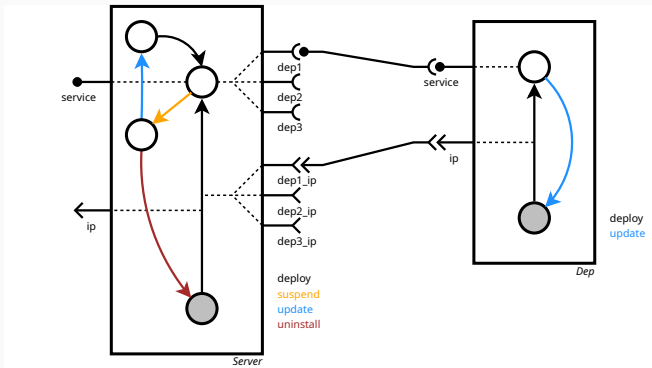 service
ip
dep1
dep2
dep3
dep1_ip
dep2_ip
dep3_ip
deploy
suspend
update
uninstall
Server
service
ip
deploy
update
Dep